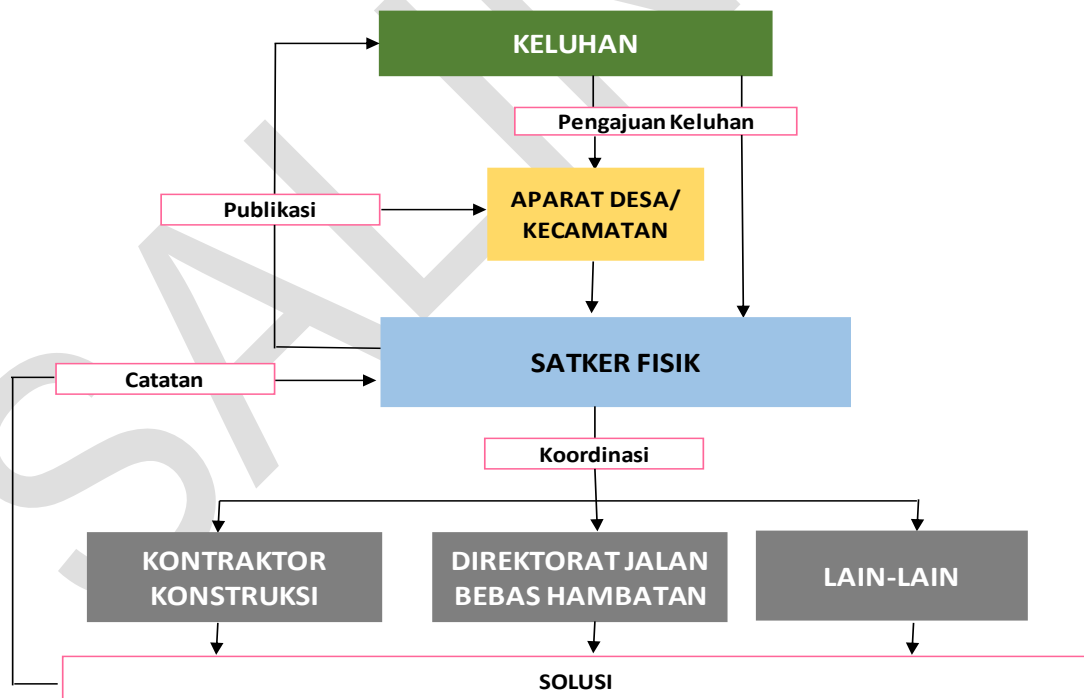 KELUHAN
Pengajuan Keluhan
APARAT DESA/
KECAMATAN
Publikasi
SATKER FISIK
Catatan
Koordinasi
KONTRAKTOR
KONSTRUKSI
DIREKTORAT JALAN
BEBAS HAMBATAN
LAIN-LAIN
SOLUSI